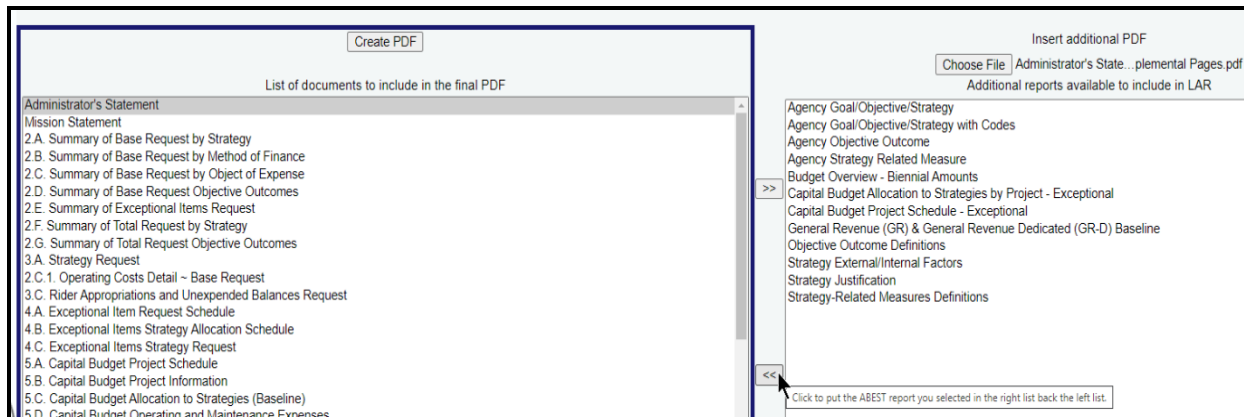 Create PDF
List of documents to include in the final PDF
Administrator's Statement
Mission Statement
2.A. Summary of Base Request by Strategy
2.B. Summary of Base Request by Method of Finance
2.C. Summary of Base Request by Object of Expense
2.D. Summary of Base Request Objective Outcomes
2.E. Summary of Exceptional Items Request
2.F. Summary of Total Request by Strategy
2.G. Summary of Total Request Objective Outcomes
3.A. Strategy Request
2.C.1. Operating Costs Detail ~ Base Request
3.C. Rider Appropriations and Unexpended Balances Request
4.A. Exceptional Item Request Schedule
4.B. Exceptional Items Strategy Allocation Schedule
4.C. Exceptional Items Strategy Request
5.A. Capital Budget Project Schedule
5.B. Capital Budget Project Information
5.C. Capital Budget Allocation to Strategies (Baseline)
5.D. Capital Budget Operating and Maintenance Expenses
>>
<<
Insert additional PDF
Choose File Administrator's State...plemental Pages.pdf
Additional reports available to include in LAR
Agency Goal/Objective/Strategy
Agency Goal/Objective/Strategy with Codes
Agency Objective Outcome
Agency Strategy Related Measure
Budget Overview - Biennial Amounts
Capital Budget Allocation to Strategies by Project - Exceptional
Capital Budget Project Schedule - Exceptional
General Revenue (GR) & General Revenue Dedicated (GR-D) Baseline
Objective Outcome Definitions
Strategy External/Internal Factors
Strategy Justification
Strategy-Related Measures Definitions
Click to put the ABEST report you selected in the right list back the left list.